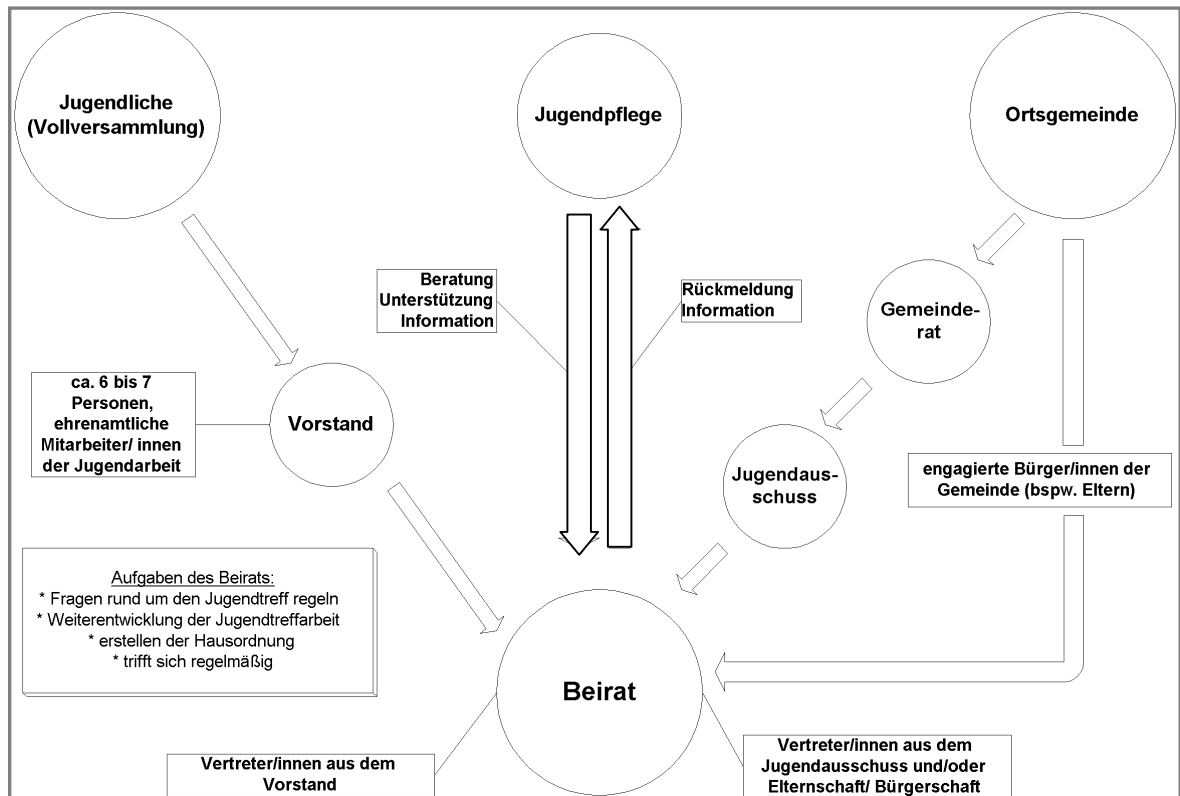 Jugendliche
(Vollversammlung)
Jugendpflege
Ortsgemeinde
Beratung
Unterstützung
Information
Rückmeldung
Information
Gemeinde-
rat
ca. 6 bis 7
Personen,
ehrenamtliche
Mitarbeiter/ innen
der Jugendarbeit
Vorstand
Jugendaus-
schuss
engagierte Bürger/innen der
Gemeinde (bspw. Eltern)
Aufgaben des Beirats:
* Fragen rund um den Jugendtreff regeln
* Weiterentwicklung der Jugendtreffarbeit
* erstellen der Hausordnung
* trifft sich regelmäßig
Beirat
Vertreter/innen aus dem
Vorstand
Vertreter/innen aus dem
Jugendausschuss und/oder
Elternschaft/ Bürgerschaft